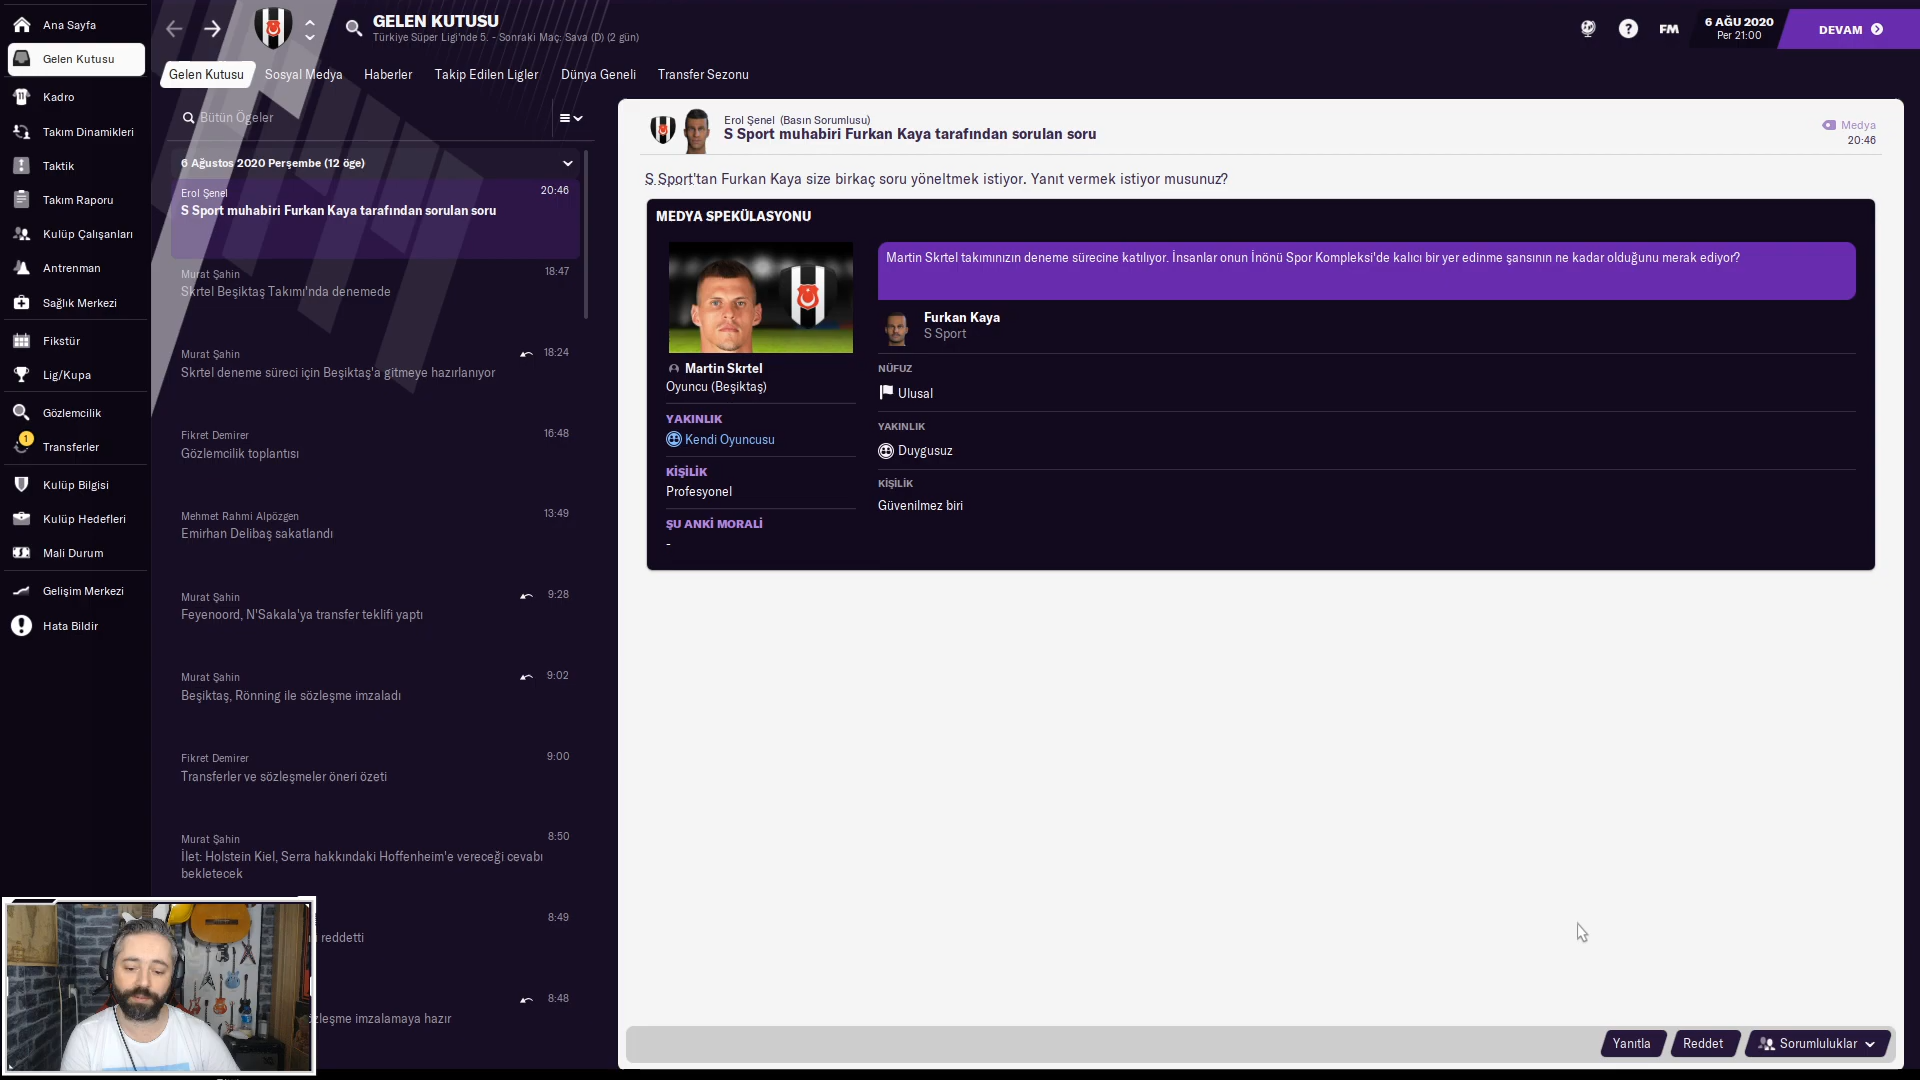 Ana Sayfa
Gelen Kutusu
Kadro
Takım Dinamikleri
Taktik
Takım Raporu
Kulüp Çalışanları
Antrenman
Sağlık Merkezi
Fikstür
Lig/Kupa
Gözlemcilik
1
Transferler
Kulüp Bilgisi
Kulüp Hedefleri
Mali Durum
Gelişim Merkezi
Hata Bildir
GELEN KUTUSU
Türkiye Süper Ligi'nde 5. - Sonraki Maç: Sava (D) (2 gün)
FM
6 AĞU 2020
Per 21:00
DEVAM
Gelen Kutusu
Sosyal Medya
Haberler
Takip Edilen Ligler
Dünya Geneli
Transfer Sezonu
Bütün Ögeler
6 Ağustos 2020 Perşembe (12 öge)
Erol Şenel
20:46
S Sport muhabiri Furkan Kaya tarafından sorulan soru
Murat Şahin
18:47
Skrtel Beşiktaş Takımı'nda denemede
Murat Şahin
18:24
Skrtel deneme süreci için Beşiktaş'a gitmeye hazırlanıyor
Fikret Demirer
16:48
Gözlemcilik toplantısı
Mehmet Rahmi Alpözgen
13:49
Emirhan Delibaş sakatlandı
Murat Şahin
9:28
Feyenoord, N'Sakala'ya transfer teklifi yaptı
Murat Şahin
9:02
Beşiktaş, Rönning ile sözleşme imzaladı
Fikret Demirer
9:00
Transferler ve sözleşmeler öneri özeti
Murat Şahin
8:50
İlet: Holstein Kiel, Serra hakkındaki Hoffenheim'e vereceği cevabı
bekletecek
8:49
reddetti
8:48
zleşme imzalamaya hazır
Erol Şenel (Basın Sorumlusu)
S Sport muhabiri Furkan Kaya tarafından sorulan soru
Medya
20:46
S Sport'tan Furkan Kaya size birkaç soru yöneltmek istiyor. Yanıt vermek istiyor musunuz?
MEDYA SPEKÜLASYONU
Martin Skrtel takımınızın deneme sürecine katılıyor. İnsanlar onun İnönü Spor Kompleksi'de kalıcı bir yer edinme şansının ne kadar olduğunu merak ediyor?
Furkan Kaya
S Sport
NÜFUZ
Ulusal
YAKINLIK
Duygusuz
KİŞİLİK
Güvenilmez biri
Martin Skrtel
Oyuncu (Beşiktaş)
YAKINLIK
Kendi Oyuncusu
KİŞİLİK
Profesyonel
ŞU ANKİ MORALİ
-
Yanıtla
Reddet
Sorumluluklar